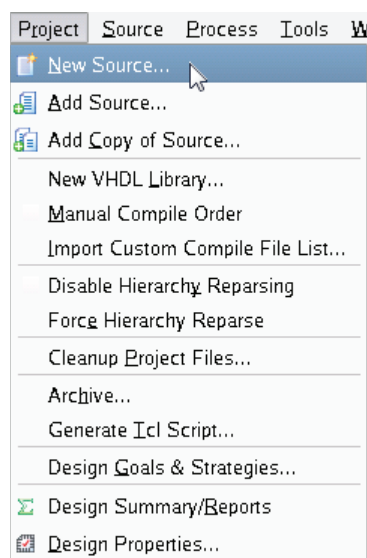 Project Source Process Tools
New Source...
Add Source...
Add Copy of Source...
New VHDL Library...
Manual Compile Order
Import Custom Compile File List...
Disable Hierarchy Reparsing
Force Hierarchy Reparse
Cleanup Project Files...
Archive...
Generate Tcl Script...
Design Goals & Strategies...
Design Summary/Reports
Design Properties...